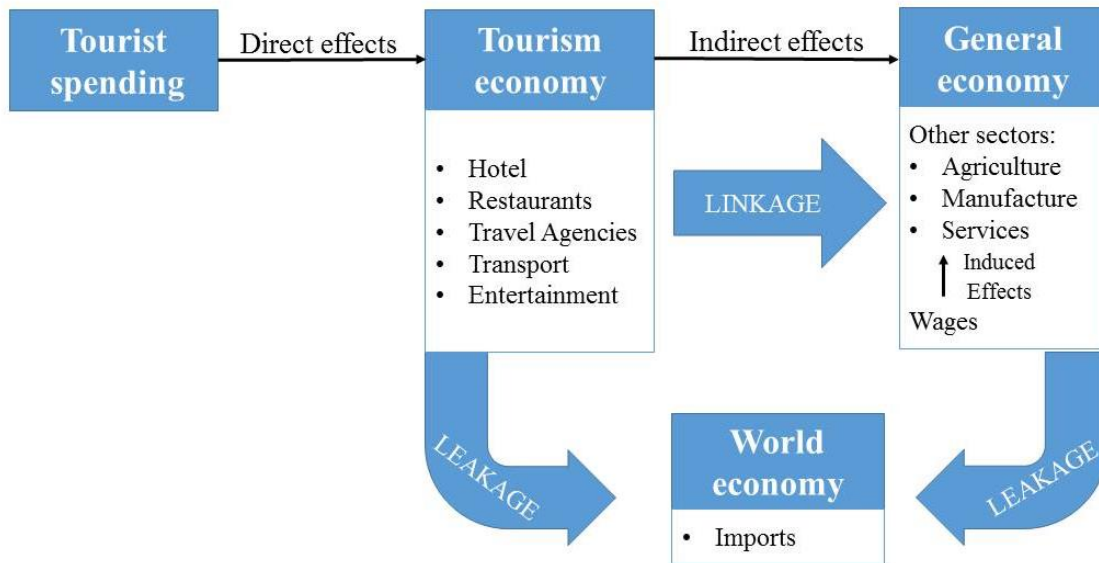 Tourist
spending
Direct effects
Tourism
economy
Indirect effects
General
economy
• Hotel
• Restaurants
• Travel Agencies
• Transport
• Entertainment
LINKAGE
Other sectors:
• Agriculture
• Manufacture
• Services
Induced
Effects
Wages
LEAKAGE
World
economy
• Imports
LEAKAGE